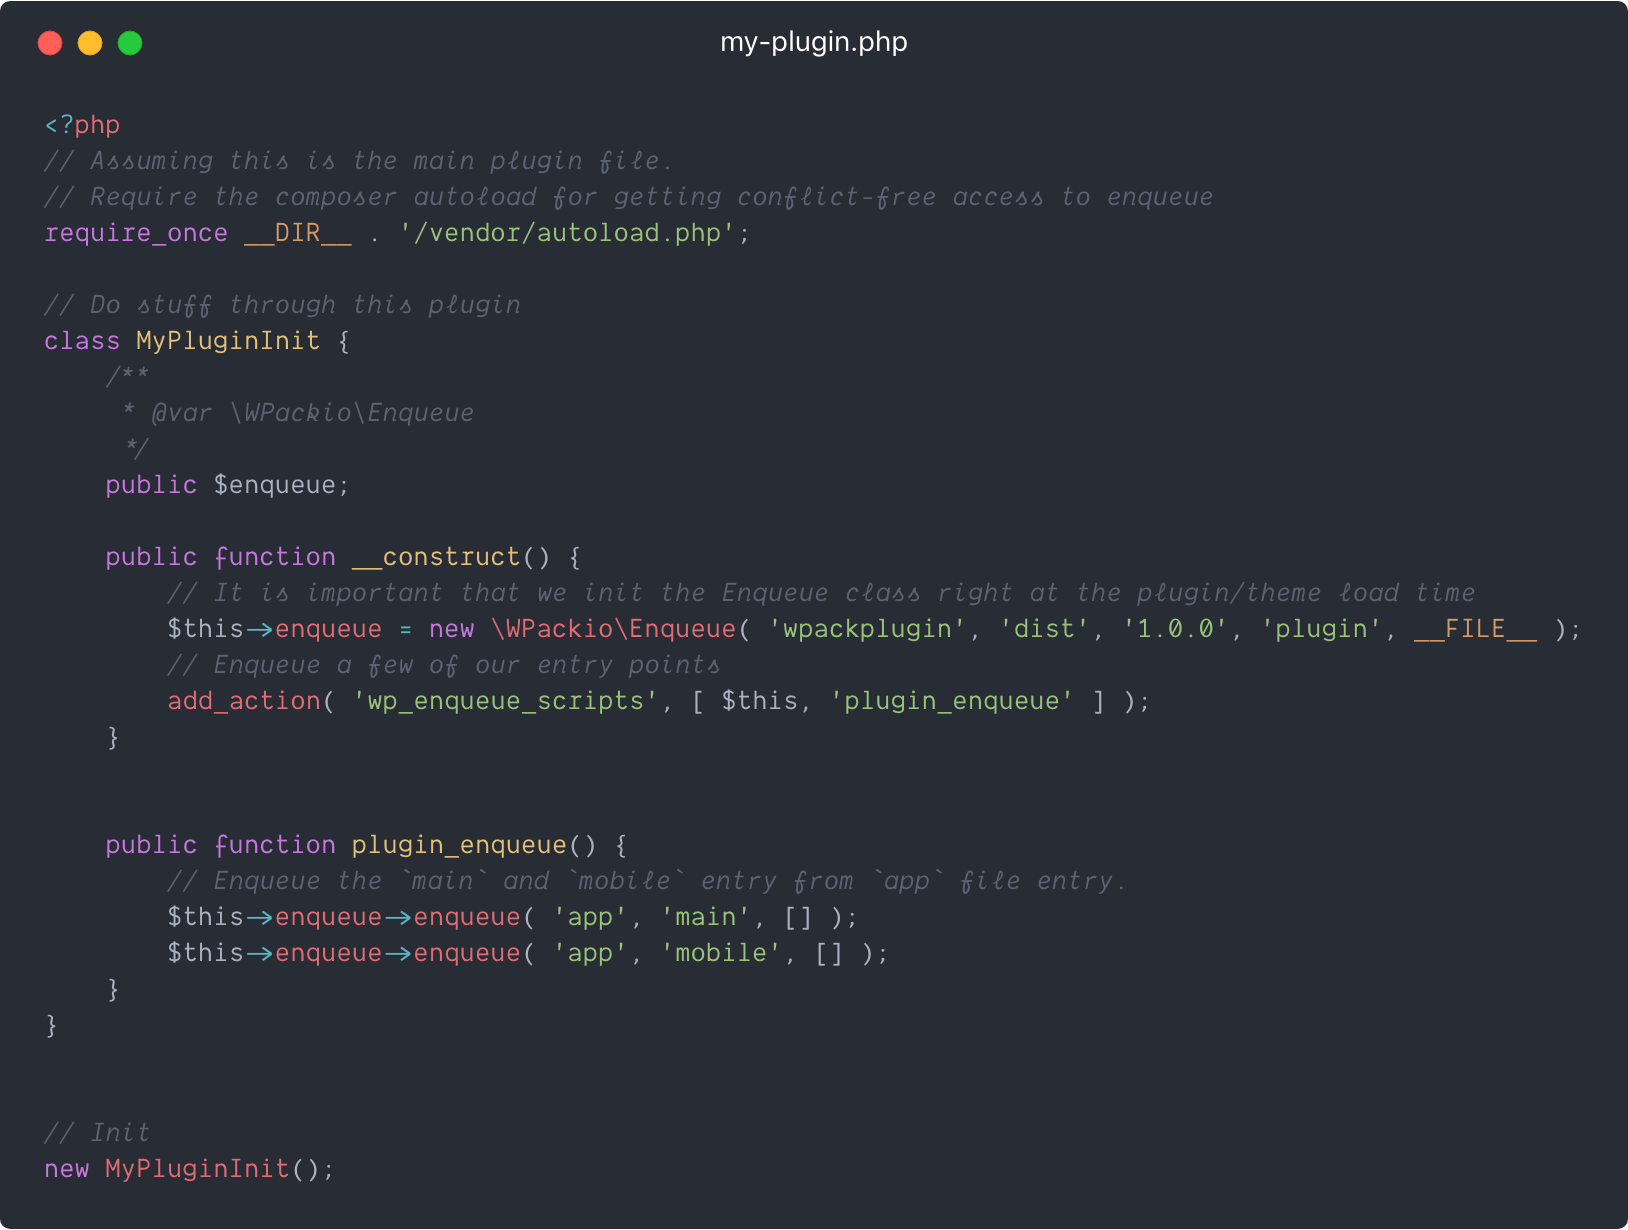 my-plugin.php
<?php
// Assuming this is the main plugin file.
// Require the composer autoload for getting conflict-free access to enqueue
require_once __DIR__ . '/vendor/autoload.php';
// Do stuff through this plugin
class MyPluginInit {
/**
* @var \WPackio\Enqueue
*/
public $enqueue;
public function __construct() {
// It is important that we init the Enqueue class right at the plugin/theme load time
$this->enqueue = new \WPackio\Enqueue( 'wpackplugin', 'dist', '1.0.0', 'plugin', __FILE__ );
// Enqueue a few of our entry points
add_action( 'wp_enqueue_scripts', [ $this, 'plugin_enqueue' ] );
}
public function plugin_enqueue() {
// Enqueue the `main` and `mobile` entry from `app` file entry.
$this->enqueue->enqueue( 'app', 'main', [] );
$this->enqueue->enqueue( 'app', 'mobile', [] );
}
}
// Init
new MyPluginInit();